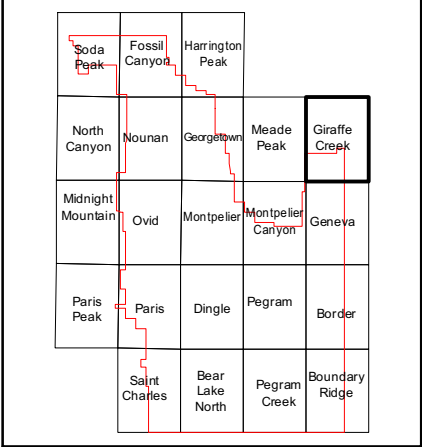 Soda
Peak
Fossil
Canyon
Harrington
Peak
North
Canyon
Nounan
Georgetown
Meade
Peak
Giraffe
Creek
Midnight
Mountain
Ovid
Montpelier
Montpelier
Canyon
Geneva
Paris
Peak
Paris
Dingle
Pegram
Border
Saint
Charles
Bear
Lake
North
Pegram
Creek
Boundary
Ridge